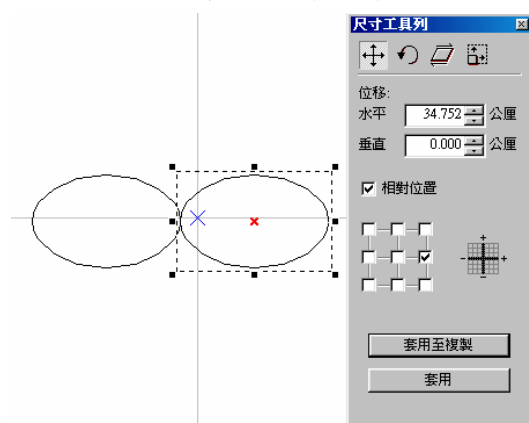 尺寸工具列
位移:
水平 34.752 公厘
垂直 0.000 公厘
相對位置
套用至複製
套用